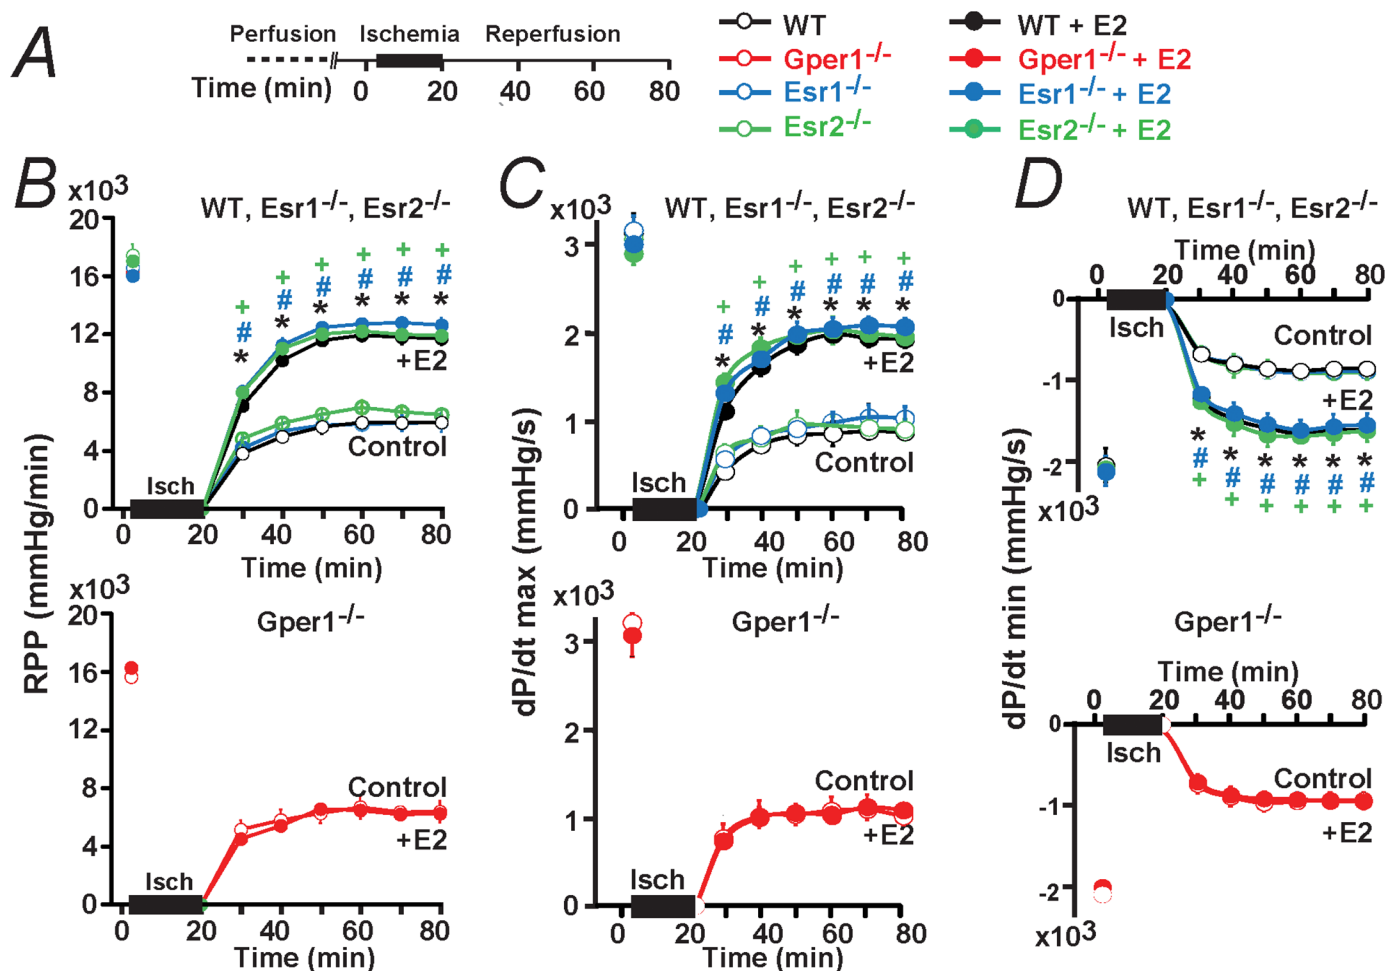 A
Perfusion Ischemia Reperfusion
Time (min) 0 20 40 60 80
WT
Gper1-/-
Esr1-/-
Esr2-/-
WT + E2
Gper1-/- + E2
Esr1-/- + E2
Esr2-/- + E2
B
x10³
WT, Esr1-/-, Esr2-/-
20
16
12
8
4
0
RPP (mmHg/min)
+ + + + + +
# # # # # #
* * * * * *
+E2
Control
Isch
0 20 30 40 50 60 70 80
Time (min)
x10³
Gper1-/-
20
16
12
8
4
0
Control
+E2
Isch
0 20 30 40 50 60 70 80
Time (min)
C
x10³
WT, Esr1-/-, Esr2-/-
3
2
1
0
dP/dt max (mmHg/s)
+ + + + + +
# # # # # #
* * * * * *
+E2
Control
Isch
0 20 40 60 80
Time (min)
x10³
Gper1-/-
3
2
1
0
Control
+E2
Isch
0 20 40 60 80
Time (min)
D
WT, Esr1-/-, Esr2-/-
Time (min)
0 20 40 60 80
0
-1
-2
x10³
dP/dt min (mmHg/s)
Isch
Control
+E2
* * * * * *
# # # # # #
+ + + + + +
Gper1-/-
Time (min)
0 20 40 60 80
0
-1
-2
x10³
Isch
Control
+E2